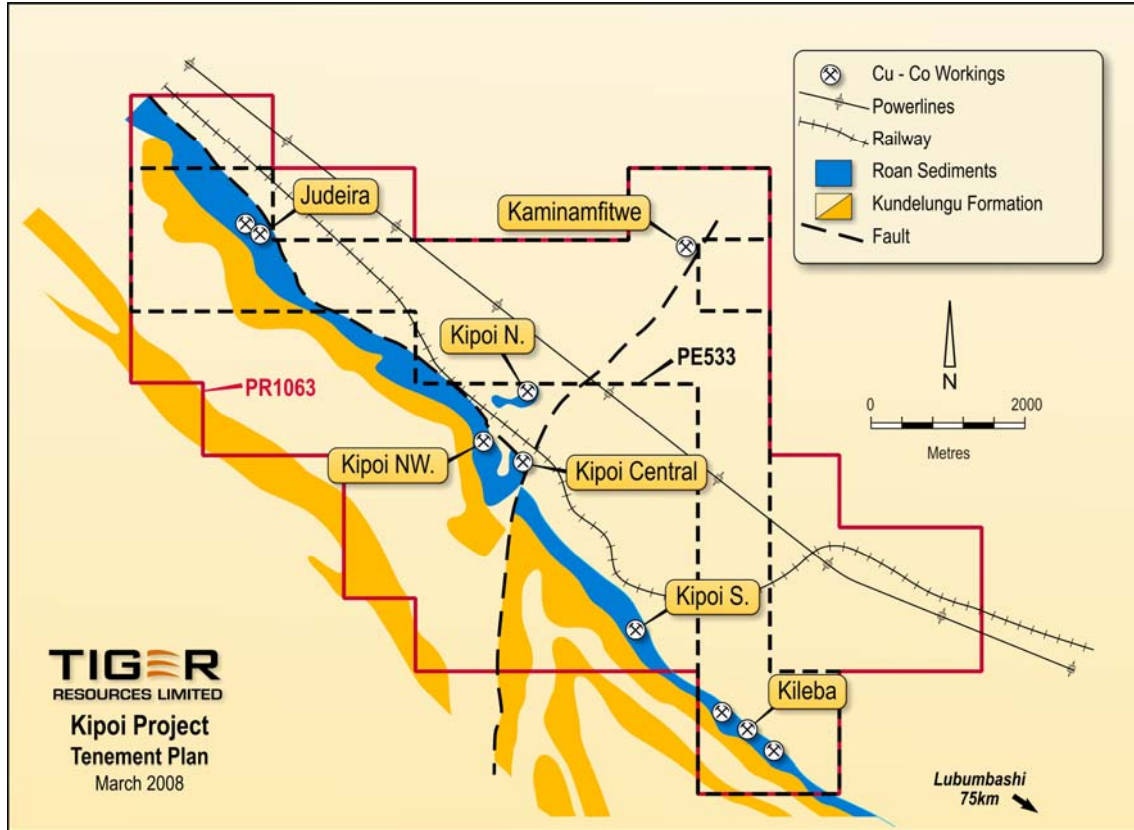 Cu - Co Workings
Powerlines
Railway
Roan Sediments
Kundelungu Formation
Fault
Judeira
Kaminamfitwe
Kipoi N.
PE533
N
PR1063
0 2000
Metres
Kipoi NW.
Kipoi Central
Kipoi S.
Kileba
TIGER
RESOURCES LIMITED
Kipoi Project
Tenement Plan
March 2008
Lubumbashi
75km